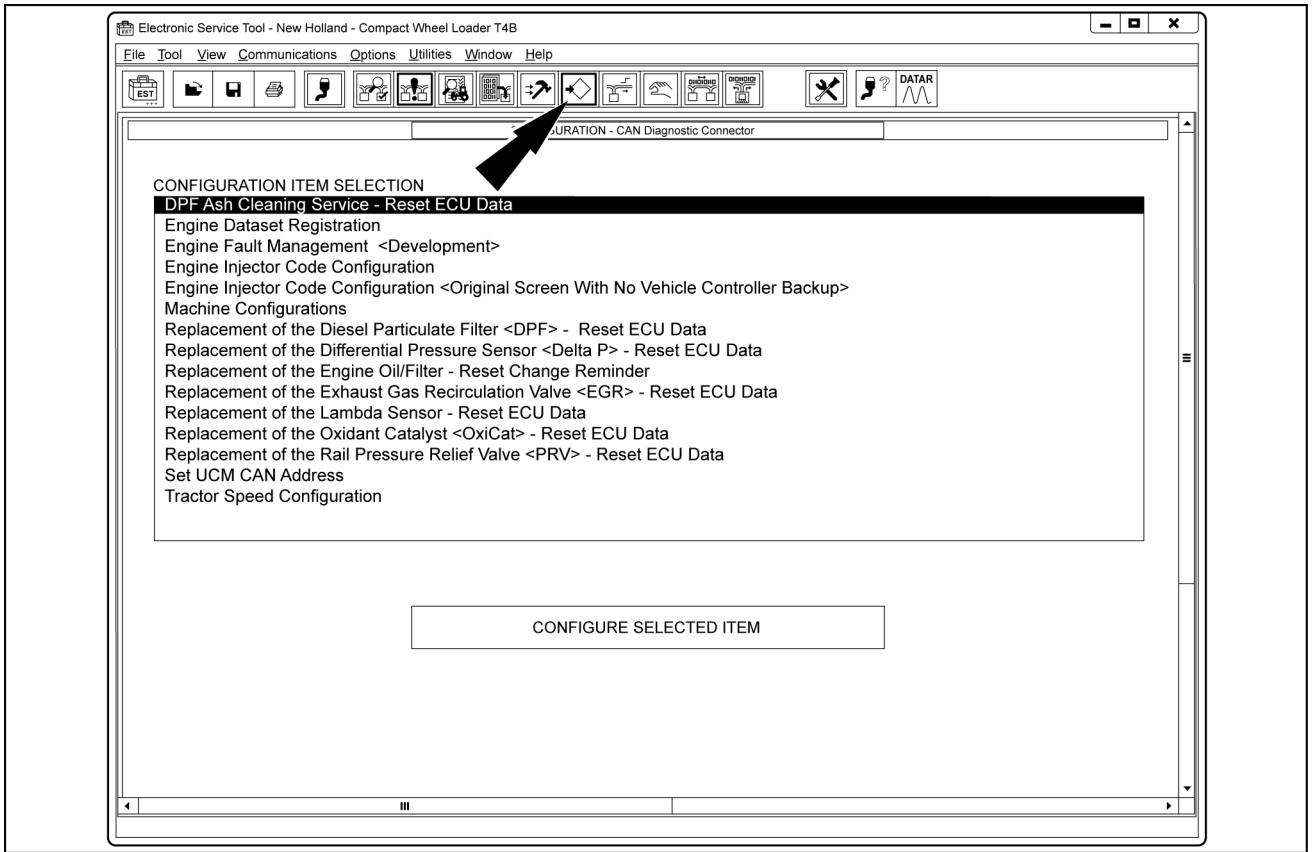 Electronic Service Tool - New Holland - Compact Wheel Loader T4B
File Tool View Communications Options Utilities Window Help
EST
DATAR
URATION - CAN Diagnostic Connector
CONFIGURATION ITEM SELECTION
DPF Ash Cleaning Service - Reset ECU Data
Engine Dataset Registration
Engine Fault Management <Development>
Engine Injector Code Configuration
Engine Injector Code Configuration <Original Screen With No Vehicle Controller Backup>
Machine Configurations
Replacement of the Diesel Particulate Filter <DPF> - Reset ECU Data
Replacement of the Differential Pressure Sensor <Delta P> - Reset ECU Data
Replacement of the Engine Oil/Filter - Reset Change Reminder
Replacement of the Exhaust Gas Recirculation Valve <EGR> - Reset ECU Data
Replacement of the Lambda Sensor - Reset ECU Data
Replacement of the Oxidant Catalyst <OxiCat> - Reset ECU Data
Replacement of the Rail Pressure Relief Valve <PRV> - Reset ECU Data
Set UCM CAN Address
Tractor Speed Configuration
CONFIGURE SELECTED ITEM